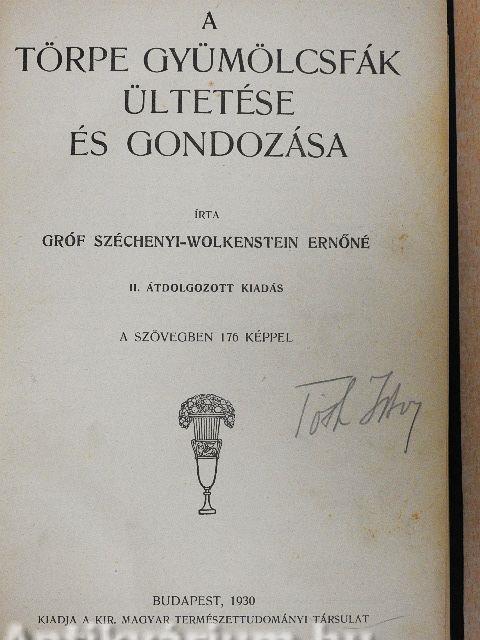 A
TÖRPE GYÜMÖLCSFÁK
ÜLTETÉSE
ÉS GONDOZÁSA
ÍRTA
GRÓF SZÉCHENYI-WOLKENSTEIN ERNŐNÉ
II. ÁTDOLGOZOTT KIADÁS
A SZÖVEGBEN 176 KÉPPEL
Tóth
BUDAPEST, 1930
KIADJA A KIR. MAGYAR TERMÉSZETTUDOMÁNYI TÁRSULAT